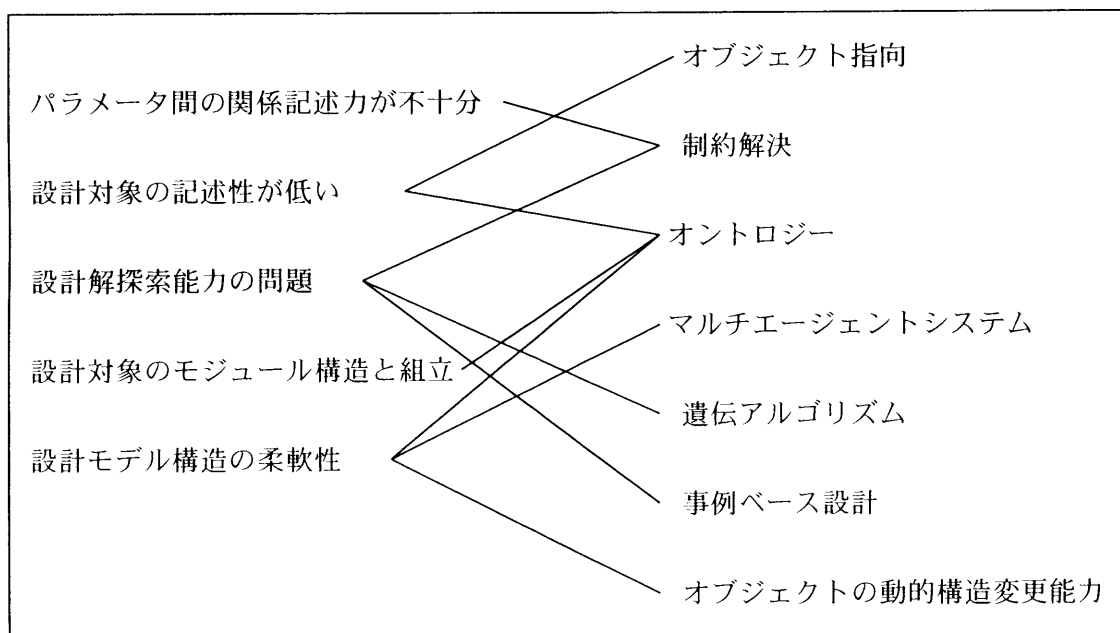 パラメータ間の関係記述力が不十分
設計対象の記述性が低い
設計解探索能力の問題
設計対象のモジュール構造と組立
設計モデル構造の柔軟性
オブジェクト指向
制約解決
オントロジー
マルチエージェントシステム
遺伝アルゴリズム
事例ベース設計
オブジェクトの動的構造変更能力